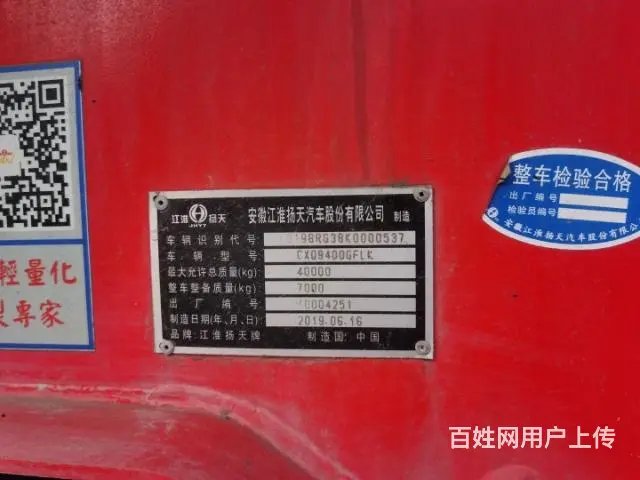 輕量化
專家
江淮 扬天
JHYT
安徽江淮扬天汽车股份有限公司 制造
车辆识别代号 98RG38K0000537
车辆型号 CXQ9400GFLK
最大允许总质量(kg) 40000
整车整备质量(kg) 7000
出厂编号 0004251
制造日期(年、月、日) 2019.06.16
品牌:江淮扬天牌 制造国:中国
整车检验合格
出厂编号
检验员编号
安徽江淮扬天汽车股份有限公司
百姓网用户上传